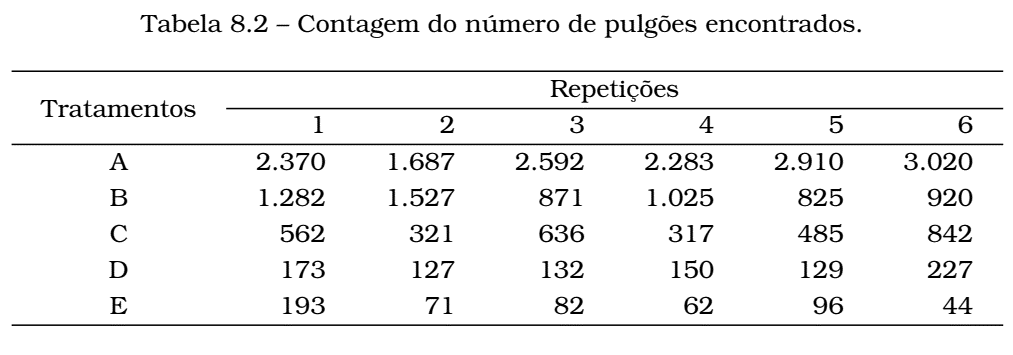 Tabela 8.2 – Contagem do número de pulgões encontrados.
Repetições
Tratamentos
1 2 3 4 5 6
A 2.370 1.687 2.592 2.283 2.910 3.020
B 1.282 1.527 871 1.025 825 920
C 562 321 636 317 485 842
D 173 127 132 150 129 227
E 193 71 82 62 96 44